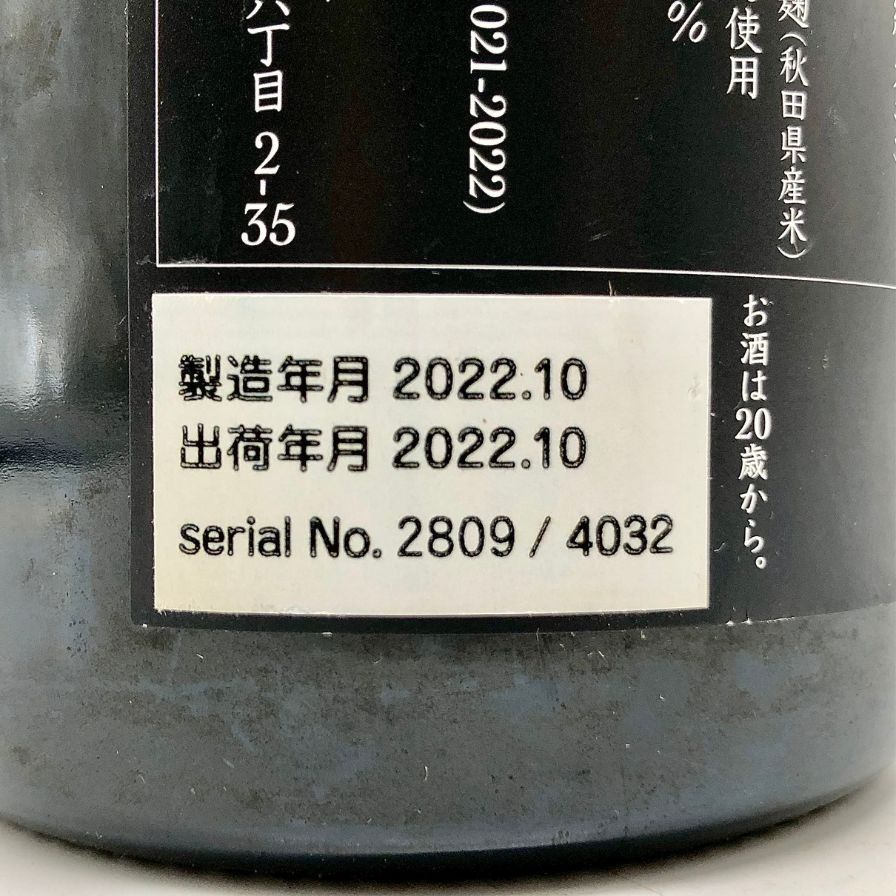 麹(秋田県産米)
使用
%
021-2022)
六丁目 2-35
製造年月 2022.10
出荷年月 2022.10
serial No. 2809 / 4032
お酒は20歳から。